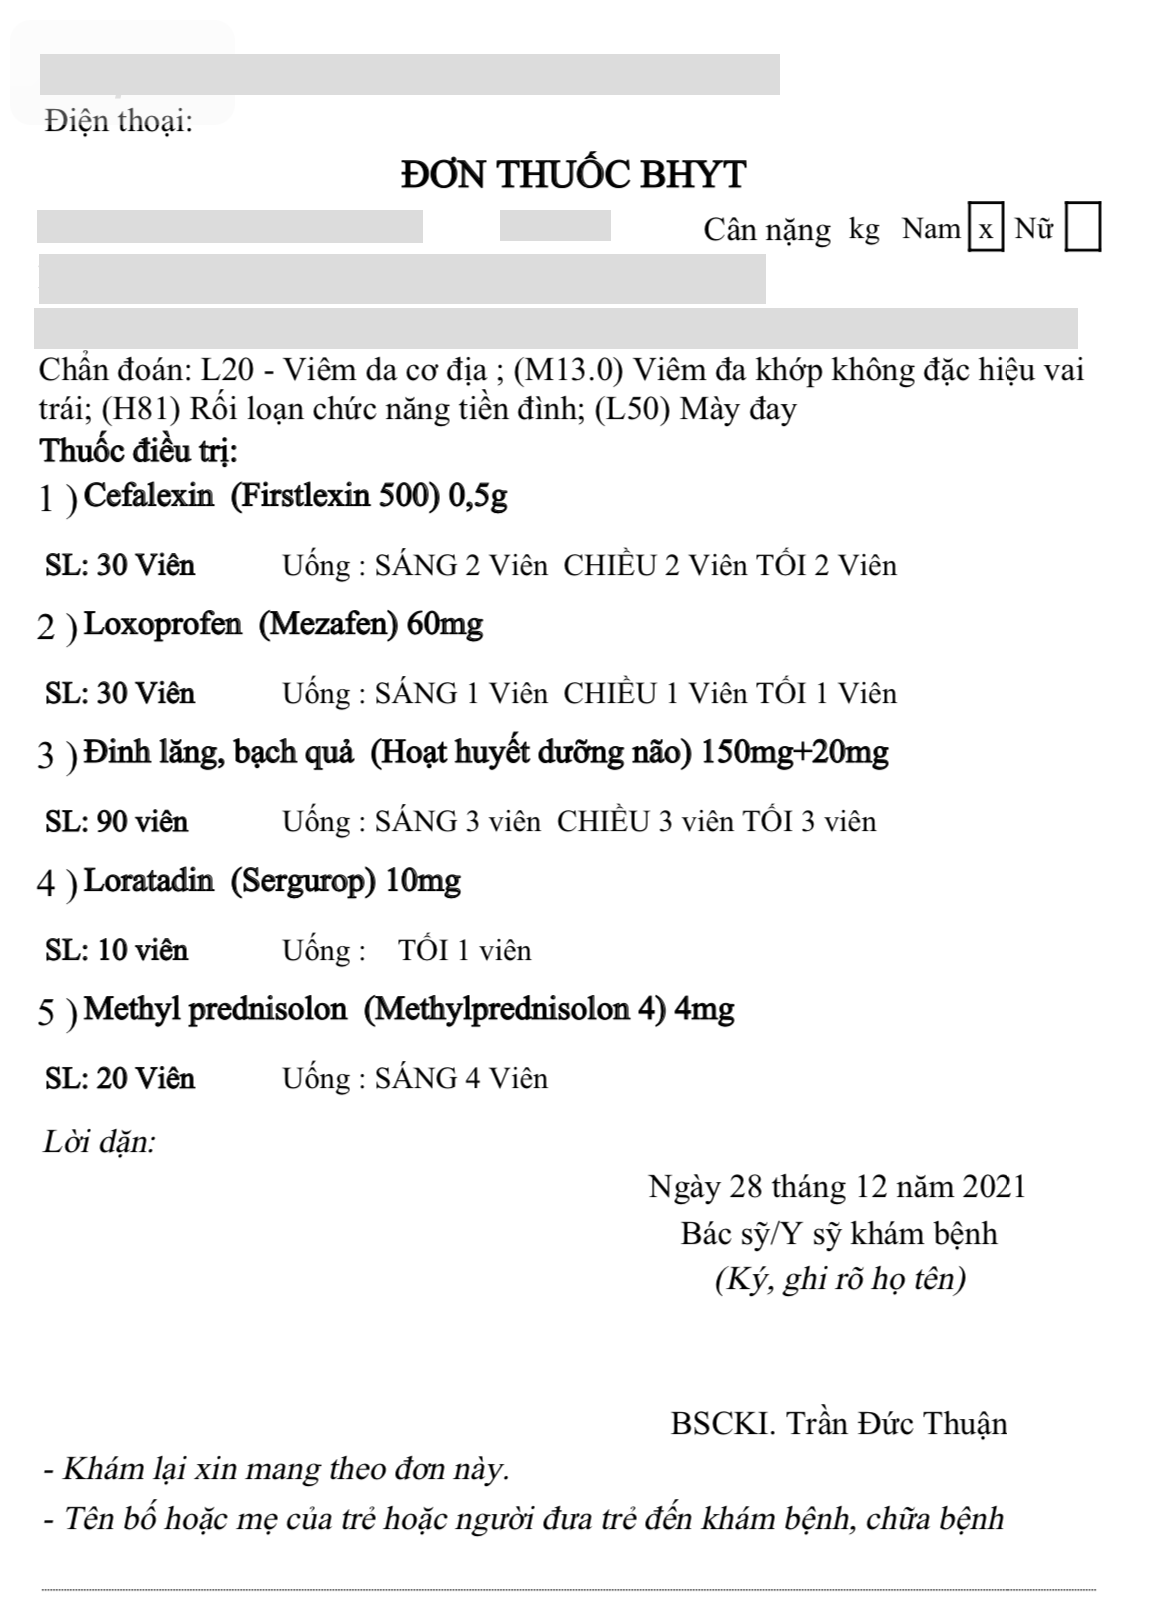 Điện thoại:
ĐƠN THUỐC BHYT
Cân nặng kg Nam x Nữ
Chẩn đoán: L20 - Viêm da cơ địa ; (M13.0) Viêm đa khớp không đặc hiệu vai
trái; (H81) Rối loạn chức năng tiền đình; (L50) Mày đay
Thuốc điều trị:
1 ) Cefalexin (Firstlexin 500) 0,5g
SL: 30 Viên Uống : SÁNG 2 Viên CHIỀU 2 Viên TỐI 2 Viên
2 ) Loxoprofen (Mezafen) 60mg
SL: 30 Viên Uống : SÁNG 1 Viên CHIỀU 1 Viên TỐI 1 Viên
3 ) Đinh lăng, bạch quả (Hoạt huyết dưỡng não) 150mg+20mg
SL: 90 viên Uống : SÁNG 3 viên CHIỀU 3 viên TỐI 3 viên
4 ) Loratadin (Sergurop) 10mg
SL: 10 viên Uống : TỐI 1 viên
5 ) Methyl prednisolon (Methylprednisolon 4) 4mg
SL: 20 Viên Uống : SÁNG 4 Viên
Lời dặn:
Ngày 28 tháng 12 năm 2021
Bác sỹ/Y sỹ khám bệnh
(Ký, ghi rõ họ tên)
BSCKI. Trần Đức Thuận
- Khám lại xin mang theo đơn này.
- Tên bố hoặc mẹ của trẻ hoặc người đưa trẻ đến khám bệnh, chữa bệnh